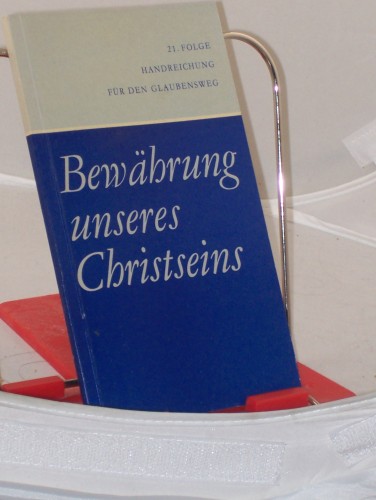 21. FOLGE
HANDREICHUNG
FÜR DEN GLAUBENSWEG
Bewährung
unseres
Christseins